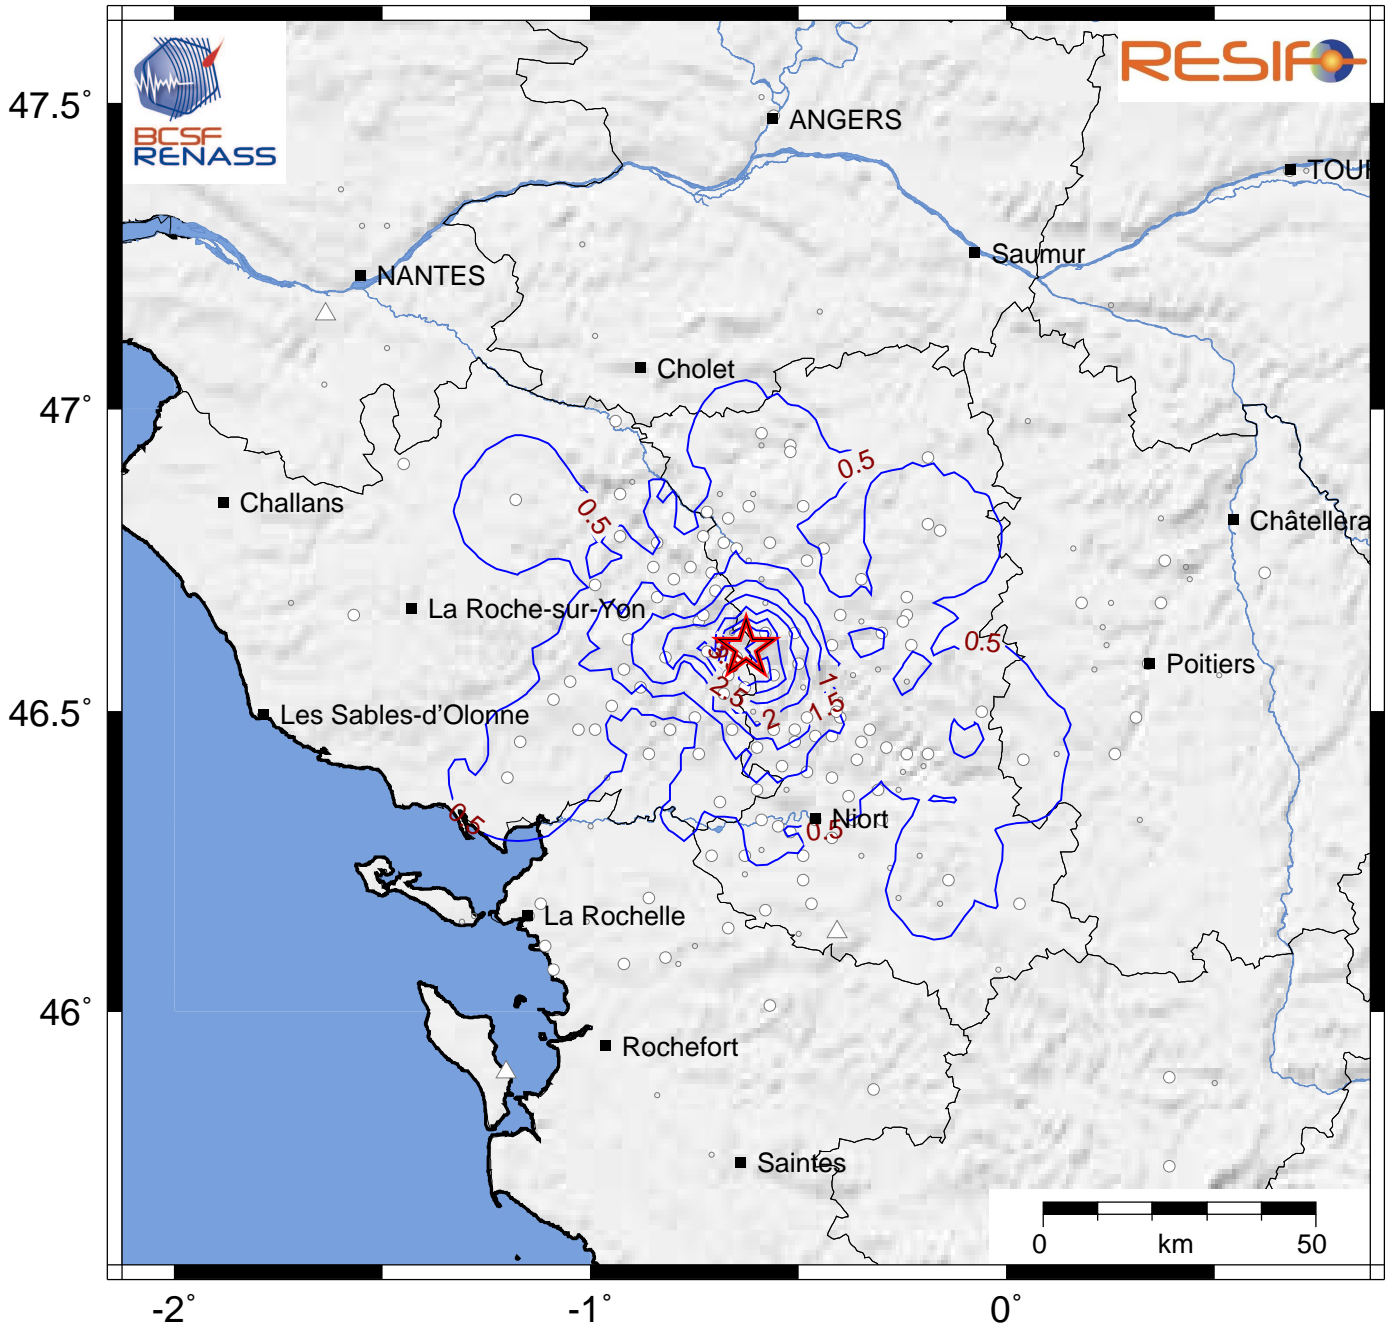 BCSF
RENASS
RESIF
47.5°
ANGERS
TOUR
Saumur
NANTES
Cholet
47°
0.5
Challans
0.5
Châtellera
La Roche-sur-Yon
0.5
Poitiers
1
2.5
1.5
2
46.5°
Les Sables-d'Olonne
0.5
Niort
0.5
La Rochelle
46°
Rochefort
Saintes
0
km
50
-2°
-1°
0°